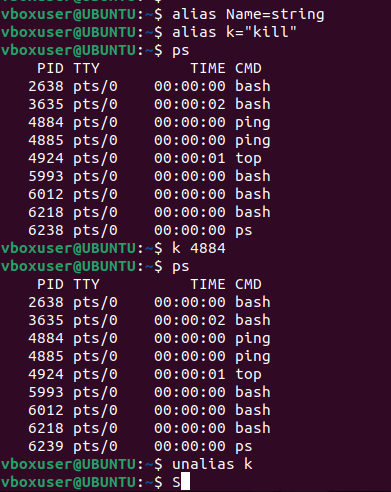 vboxuser@UBUNTU:~$ alias Name=string
vboxuser@UBUNTU:~$ alias k="kill"
vboxuser@UBUNTU:~$ ps
    PID TTY          TIME CMD
   2638 pts/0    00:00:00 bash
   3635 pts/0    00:00:02 bash
   4884 pts/0    00:00:00 ping
   4885 pts/0    00:00:00 ping
   4924 pts/0    00:00:01 top
   5993 pts/0    00:00:00 bash
   6012 pts/0    00:00:00 bash
   6218 pts/0    00:00:00 bash
   6238 pts/0    00:00:00 ps
vboxuser@UBUNTU:~$ k 4884
vboxuser@UBUNTU:~$ ps
    PID TTY          TIME CMD
   2638 pts/0    00:00:00 bash
   3635 pts/0    00:00:02 bash
   4884 pts/0    00:00:00 ping
   4885 pts/0    00:00:00 ping
   4924 pts/0    00:00:01 top
   5993 pts/0    00:00:00 bash
   6012 pts/0    00:00:00 bash
   6218 pts/0    00:00:00 bash
   6239 pts/0    00:00:00 ps
vboxuser@UBUNTU:~$ unalias k
vboxuser@UBUNTU:~$ S